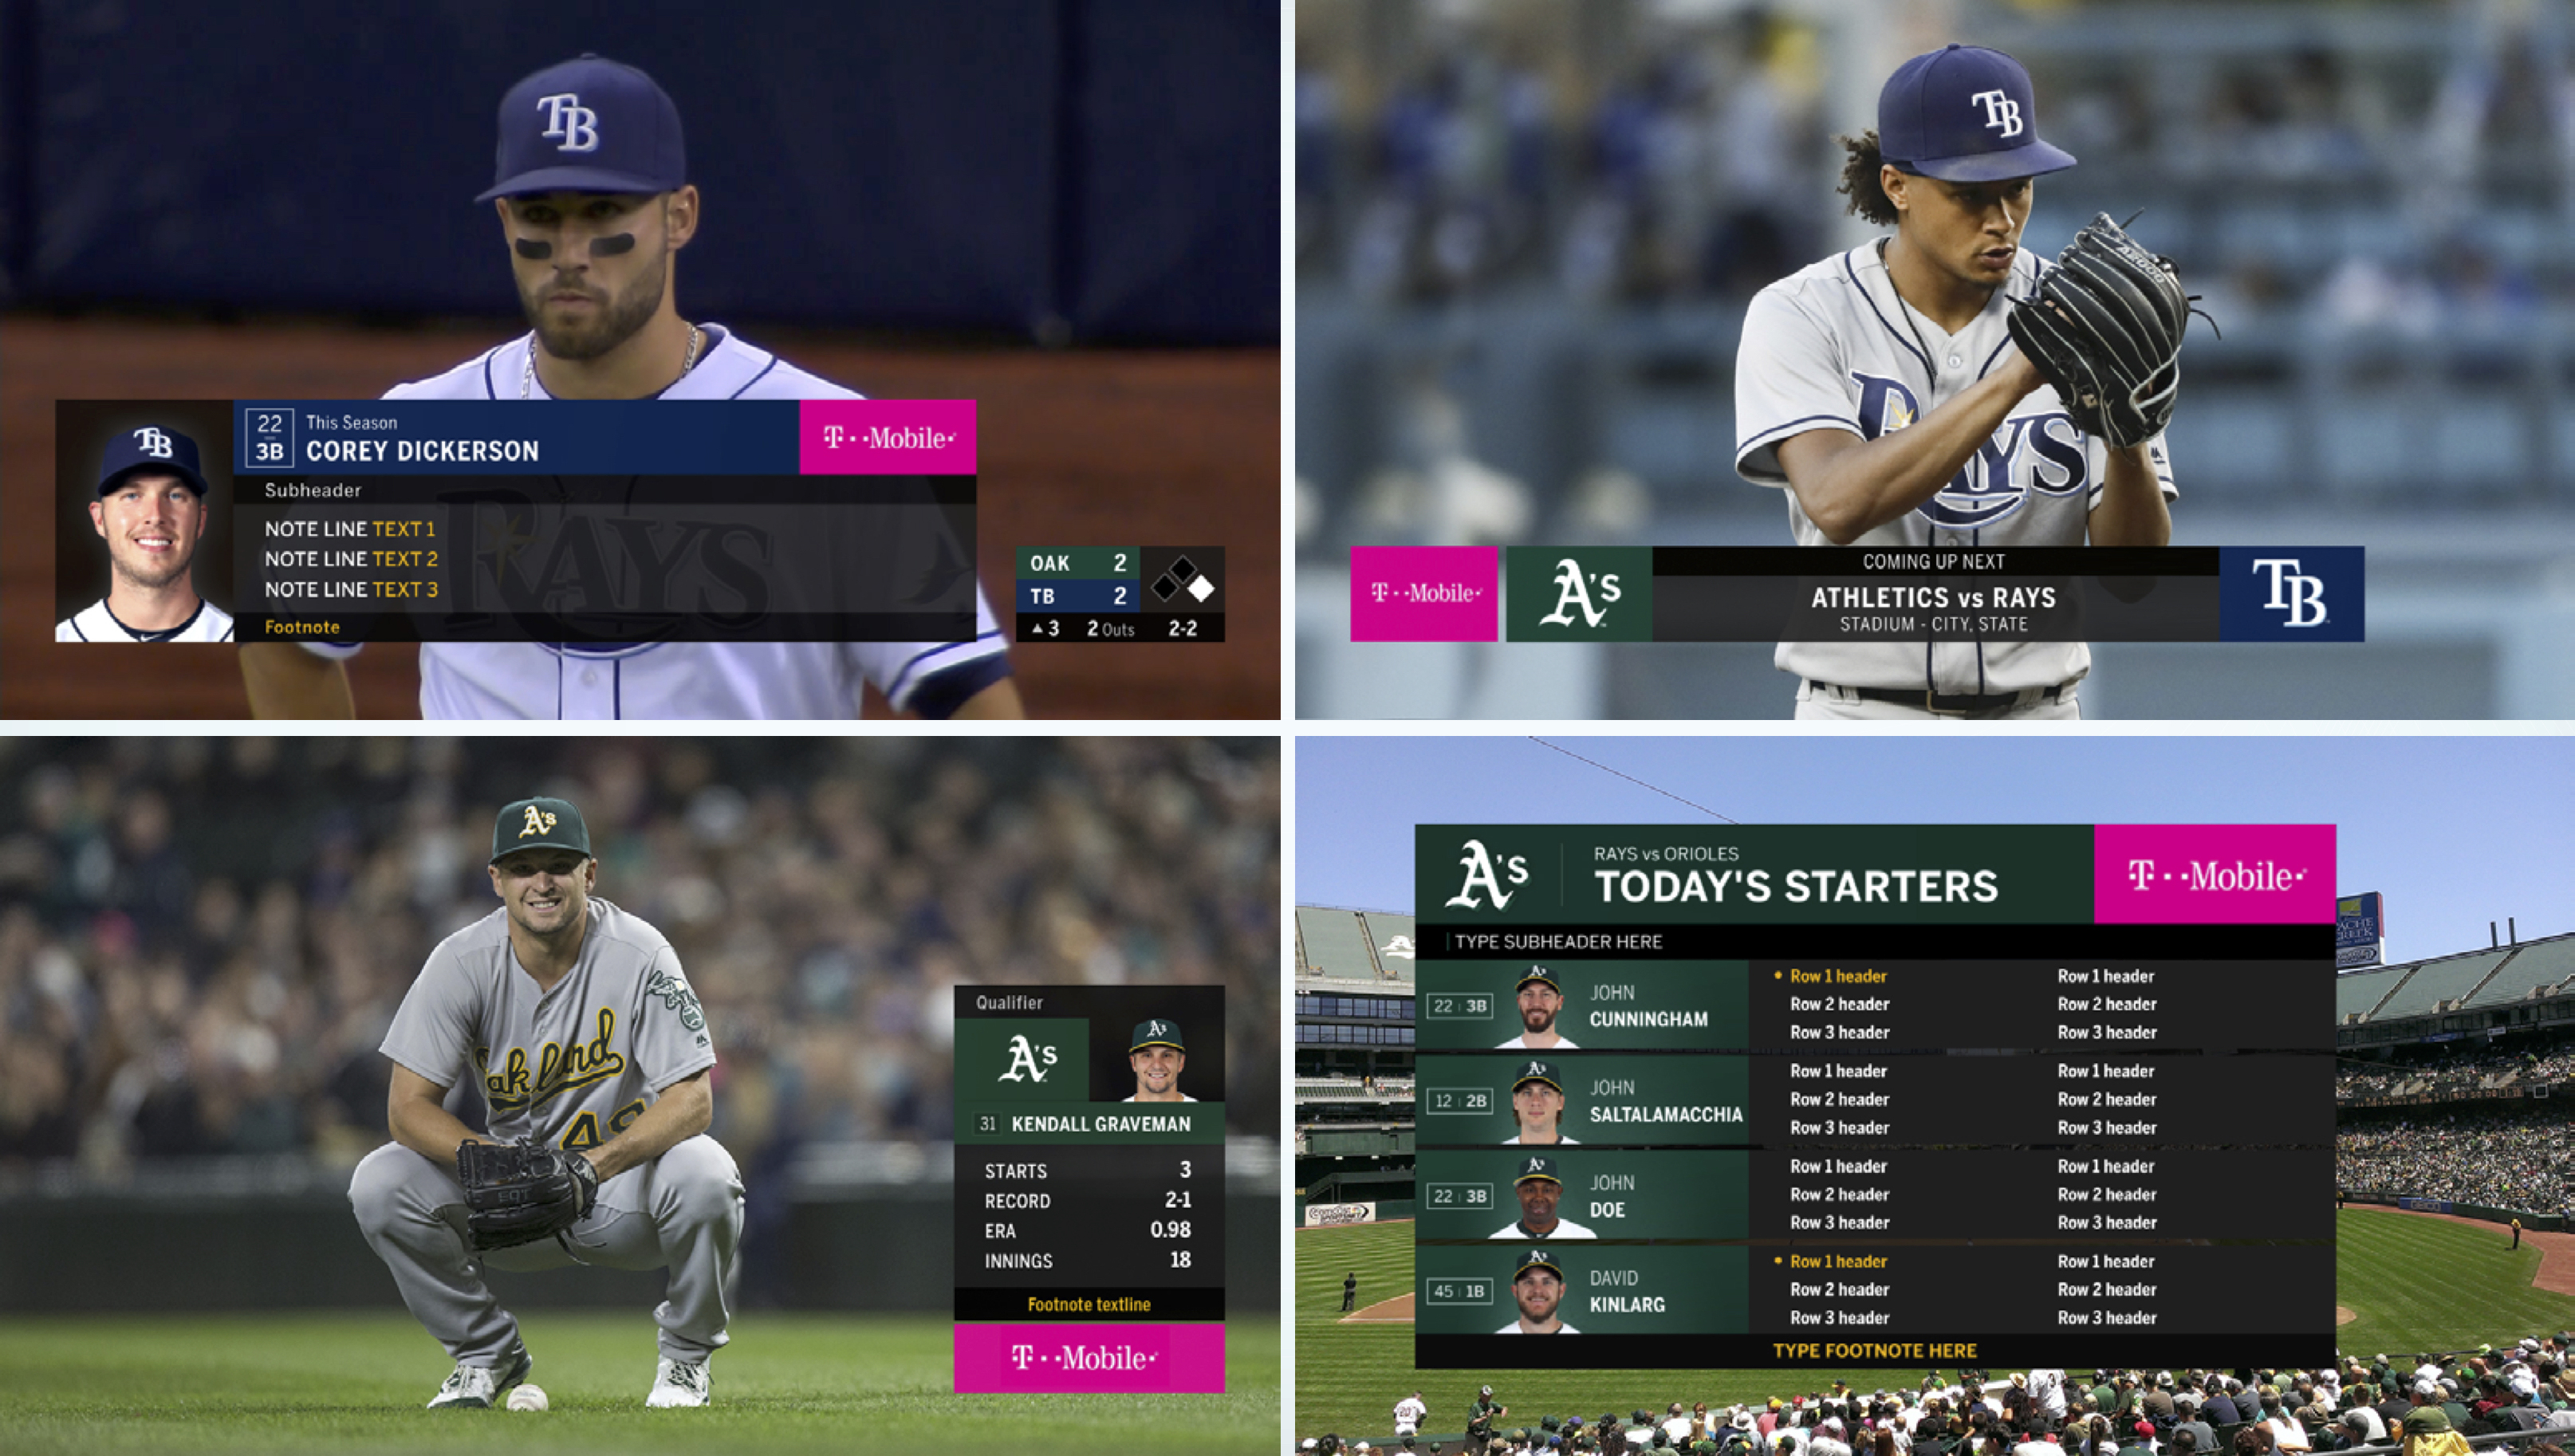 TB
22
3B
This Season
COREY DICKERSON
T··Mobile·
TB
Subheader
NOTE LINE TEXT 1
NOTE LINE TEXT 2
NOTE LINE TEXT 3
Footnote
RAYS
OAK 2
TB 2
▲3 2 Outs 2-2
TB
A2000
RAYS
T··Mobile·
A's
COMING UP NEXT
ATHLETICS vs RAYS
STADIUM - CITY, STATE
TB
A's
Oakland
49
Qualifier
A's
A's
31 KENDALL GRAVEMAN
STARTS 3
RECORD 2-1
ERA 0.98
INNINGS 18
Footnote textline
T··Mobile·
A's
RAYS vs ORIOLES
TODAY'S STARTERS
T··Mobile·
TYPE SUBHEADER HERE
22 | 3B
JOHN
CUNNINGHAM
• Row 1 header Row 1 header
Row 2 header Row 2 header
Row 3 header Row 3 header
12 | 2B
JOHN
SALTALAMACCHIA
Row 1 header Row 1 header
Row 2 header Row 2 header
Row 3 header Row 3 header
22 | 3B
JOHN
DOE
Row 1 header Row 1 header
Row 2 header Row 2 header
Row 3 header Row 3 header
45 | 1B
DAVID
KINLARG
• Row 1 header Row 1 header
Row 2 header Row 2 header
Row 3 header Row 3 header
TYPE FOOTNOTE HERE